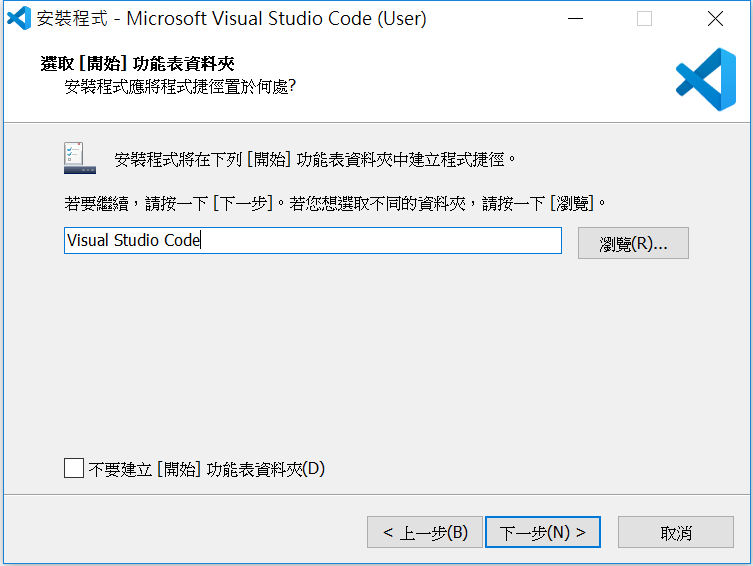 安裝程式 - Microsoft Visual Studio Code (User)
選取 [開始] 功能表資料夾
安裝程式應將程式捷徑置於何處?
安裝程式將在下列 [開始] 功能表資料夾中建立程式捷徑。
若要繼續，請按一下 [下一步]。若您想選取不同的資料夾，請按一下 [瀏覽]。
Visual Studio Code
瀏覽(R)...
不要建立 [開始] 功能表資料夾(D)
< 上一步(B)
下一步(N) >
取消